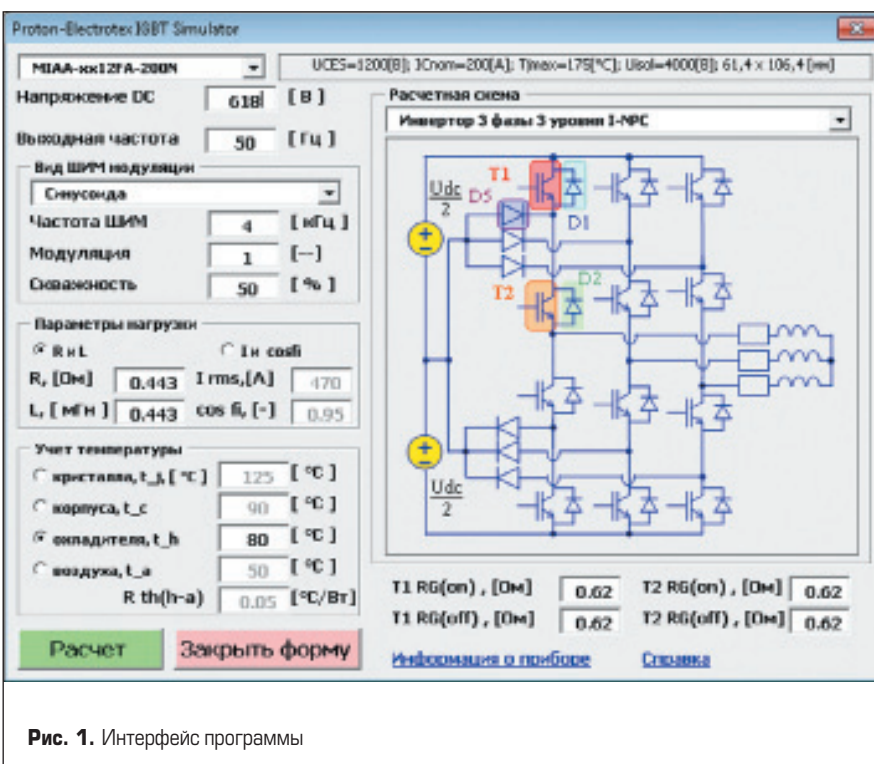 Proton-Electrotex IGBT Simulator
MIAA-xx12FA-200N
UCES=1200[В]; ICnom=200[A]; Tjmax=175[°C]; Uisol=4000[В]; 61,4 x 106,4 [мм]
Напряжение DC 618 [ В ]
Выходная частота 50 [ Гц ]
Вид ШИМ модуляции
Синусоида
Частота ШИМ 4 [ кГц ]
Модуляция 1 [--]
Скважность 50 [ % ]
Параметры нагрузки
R и L I и cosfi
R, [Ом] 0.443 I rms,[A] 470
L, [ мГн ] 0.443 cos fi, [-] 0.95
Учет температуры
кристалла, t_j, [ °C ] 125 [ °C ]
корпуса, t_c 90 [ °C ]
охладителя, t_h 80 [ °C ]
воздуха, t_a 50 [ °C ]
R th(h-a) 0.05 [°C/Вт]
Расчет Закрыть форму
Расчетная схема
Инвертор 3 фазы 3 уровня I-NPC
Udc
2
T1
D5
D1
T2
D2
Udc
2
T1 RG(on) , [Ом] 0.62 T2 RG(on) , [Ом] 0.62
T1 RG(off) , [Ом] 0.62 T2 RG(off) , [Ом] 0.62
Информация о приборе Справка
Рис. 1. Интерфейс программы